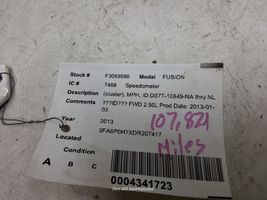 Stock # F3069586 Model FUSION
IC # 7468 Speedometer
Description (cluster), MPH, ID DS7T-10849-NA thru NL
Comments ???ID??? FWD 2.50L Prod Date: 2013-01-03
Year 2013
3FA6P0H7XDR207417
Location
Condition
A B C
107,821
Miles
0004341723